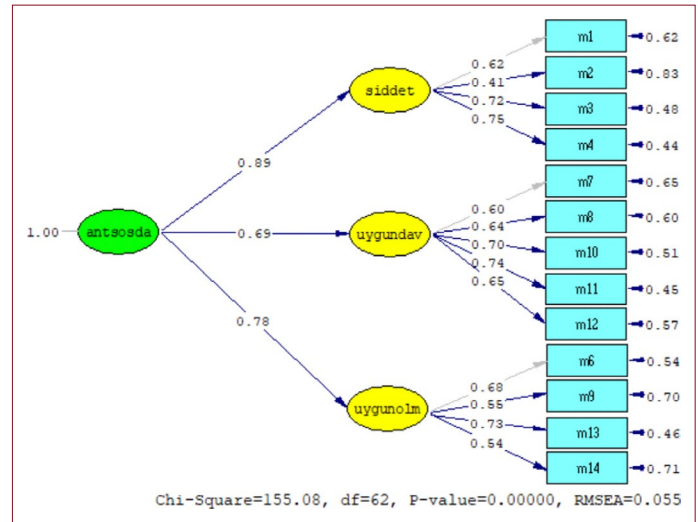 m1 0.62
0.62
m2 0.83
0.41
siddet
0.72
m3 0.48
0.75
m4 0.44
0.89
m7 0.65
0.60
m8 0.60
0.64
1.00 antsosda
0.69
uygundav
0.70
m10 0.51
0.74
m11 0.45
0.65
m12 0.57
0.78
m6 0.54
0.68
m9 0.70
0.55
uygunolm
0.73
m13 0.46
0.54
m14 0.71
Chi-Square=155.08, df=62, P-value=0.00000, RMSEA=0.055